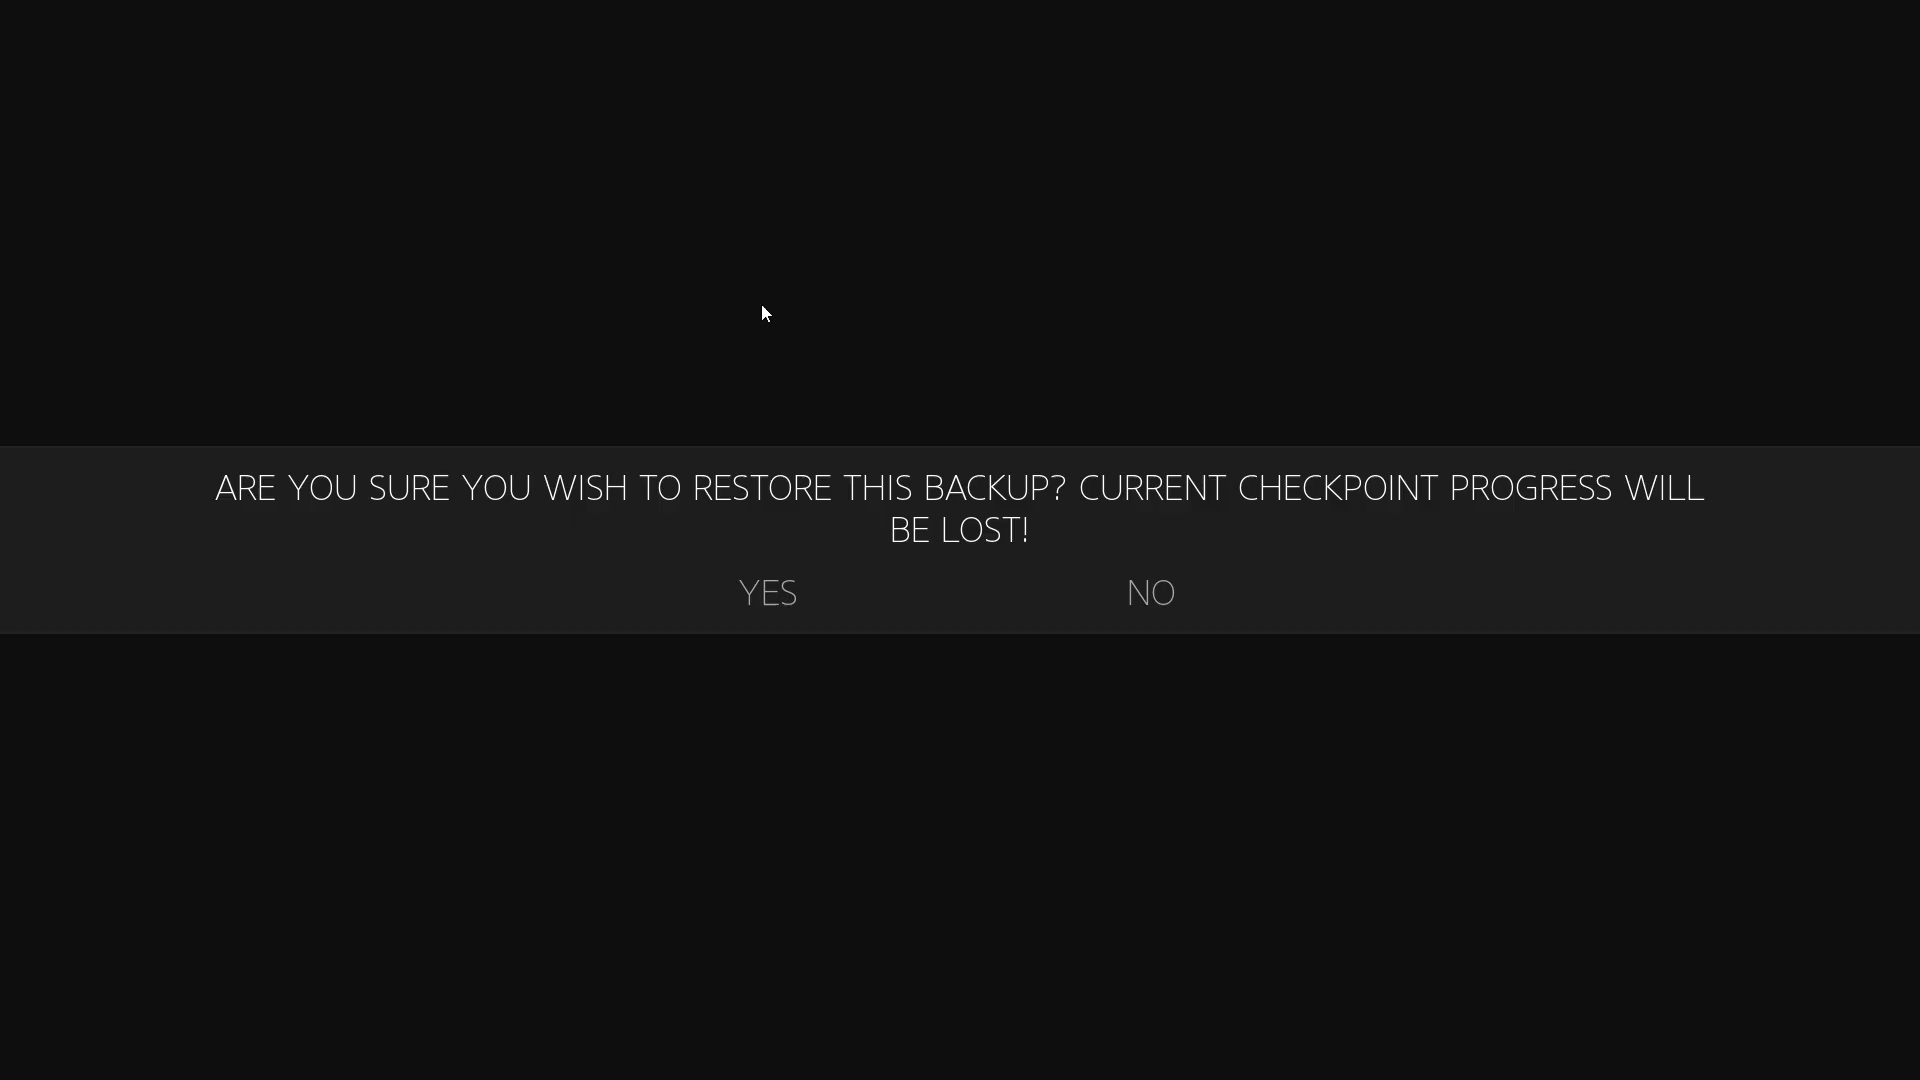 ARE YOU SURE YOU WISH TO RESTORE THIS BACKUP? CURRENT CHECKPOINT PROGRESS WILL
BE LOST!
YES NO